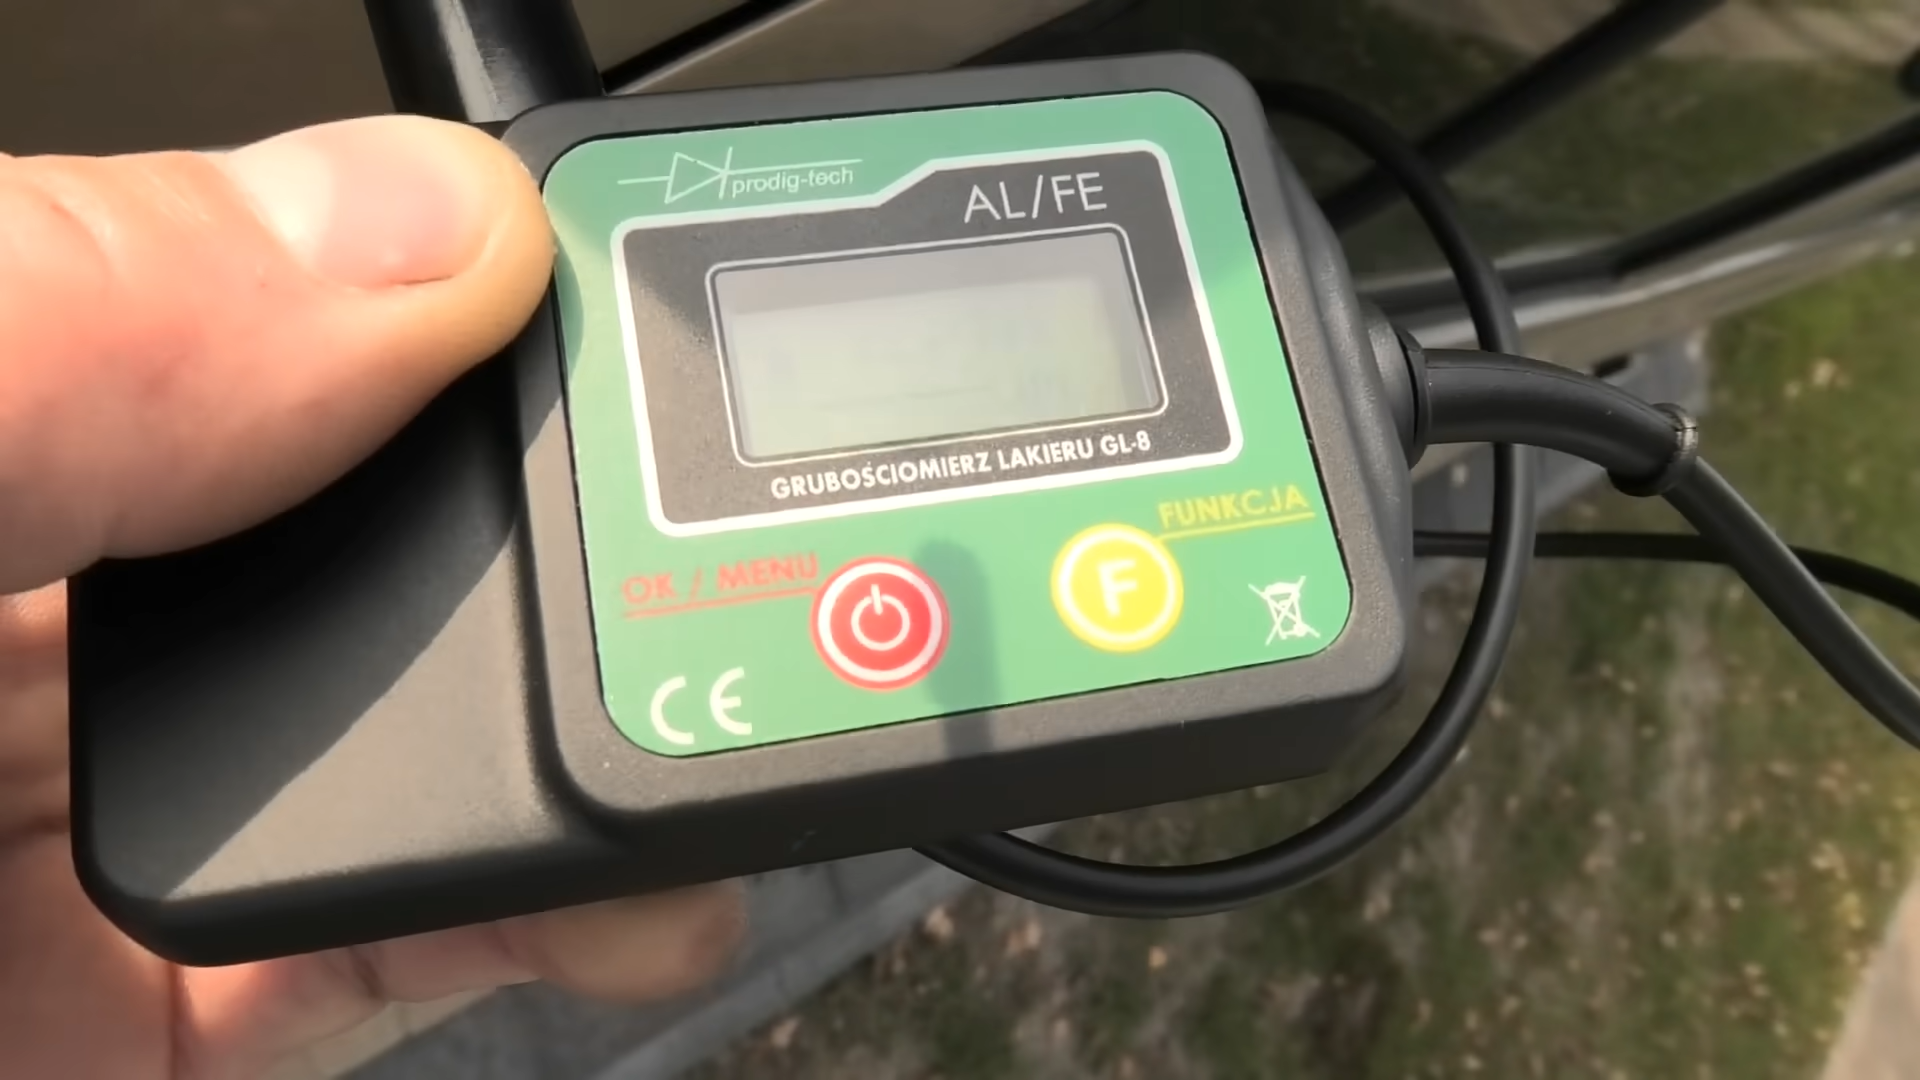 prodig-tech
AL/FE
GRUBOŚCIOMIERZ LAKIERU GL-8
FUNKCJA
OK / MENU
F
CE